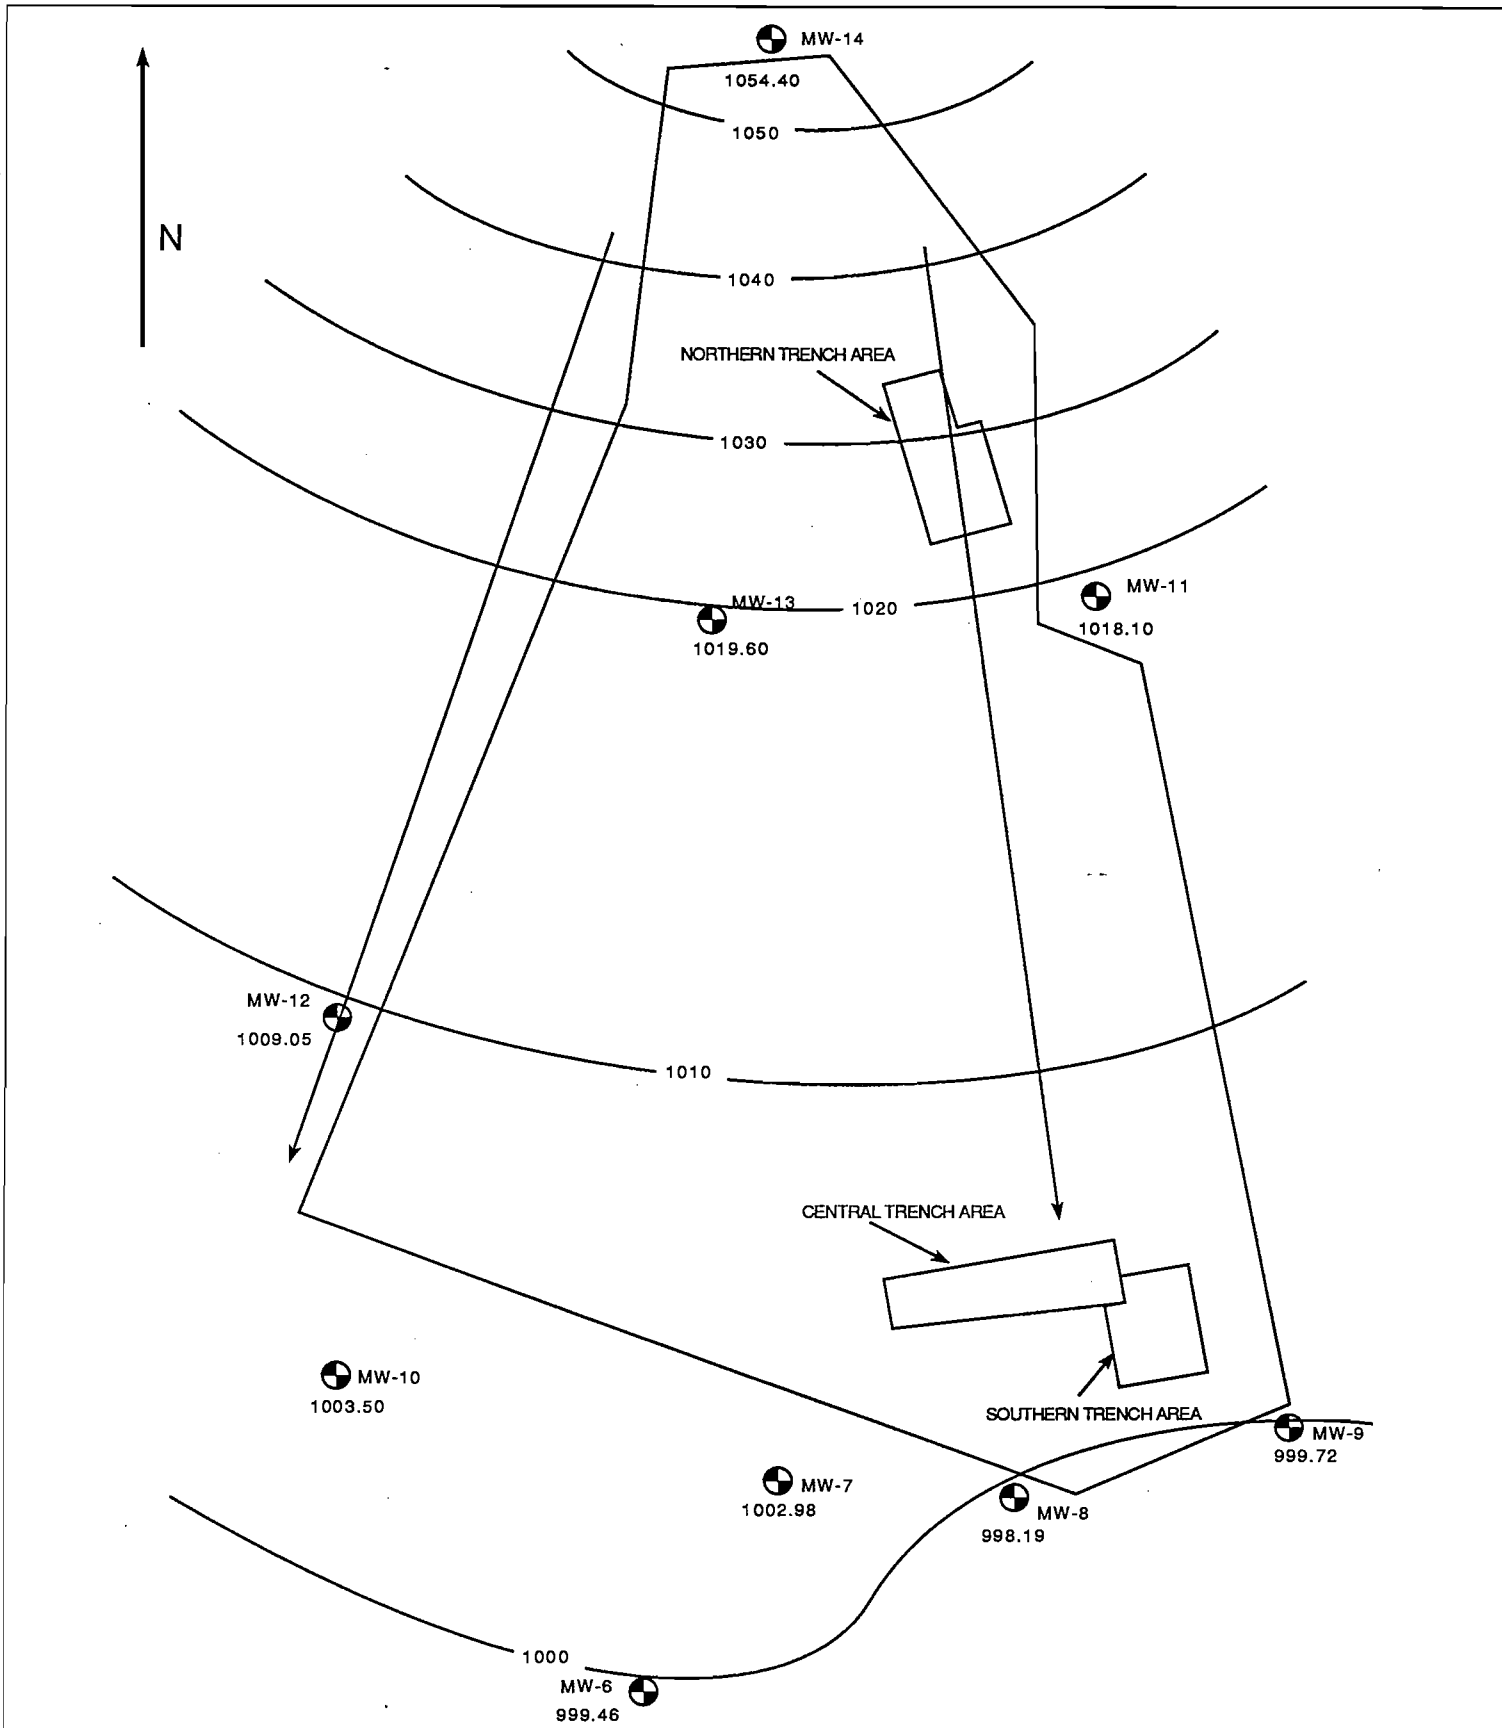 MW-14
1054.40
1050
N
1040
NORTHERN TRENCH AREA
1030
MW-13
1020
MW-11
1019.60
1018.10
MW-12
1009.05
1010
CENTRAL TRENCH AREA
MW-10
1003.50
SOUTHERN TRENCH AREA
MW-9
999.72
MW-7
1002.98
MW-8
998.19
1000
MW-6
999.46